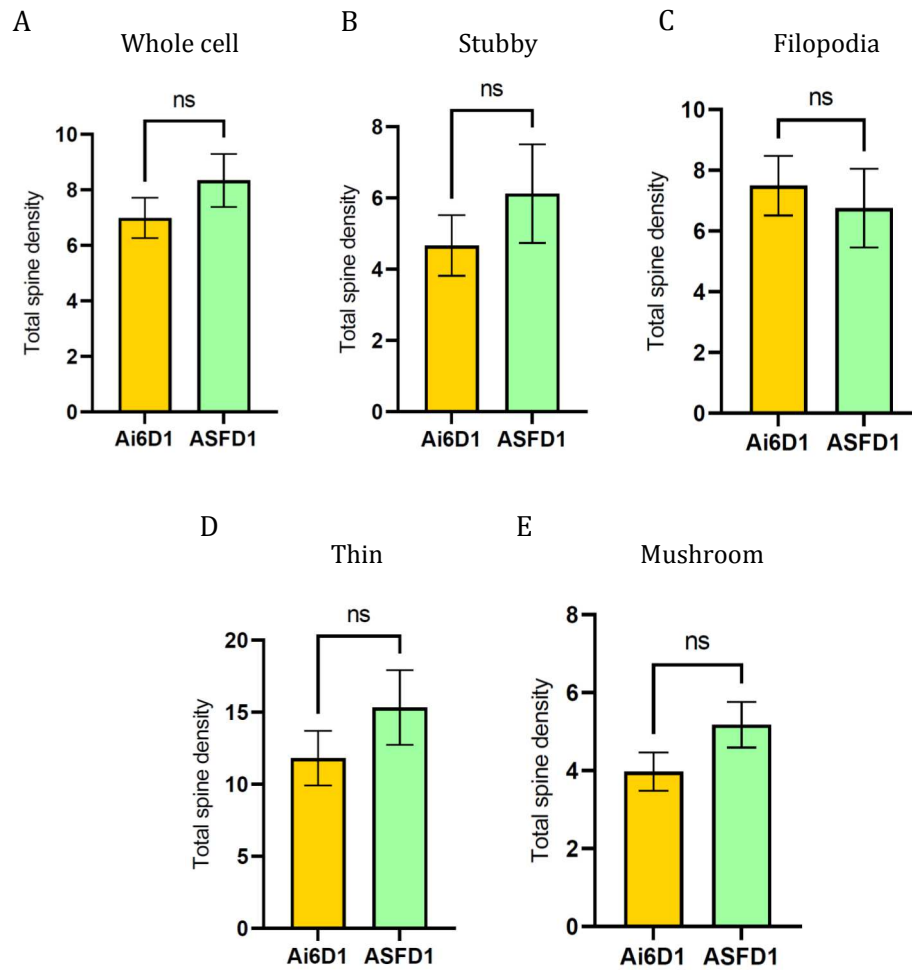 A
Whole cell
ns
Total spine density
10
8
6
4
2
0
Ai6D1 ASFD1
B
Stubby
ns
Total spine density
8
6
4
2
0
Ai6D1 ASFD1
C
Filopodia
ns
Total spine density
10
8
6
4
2
0
Ai6D1 ASFD1
D
Thin
ns
Total spine density
20
15
10
5
0
Ai6D1 ASFD1
E
Mushroom
ns
Total spine density
8
6
4
2
0
Ai6D1 ASFD1